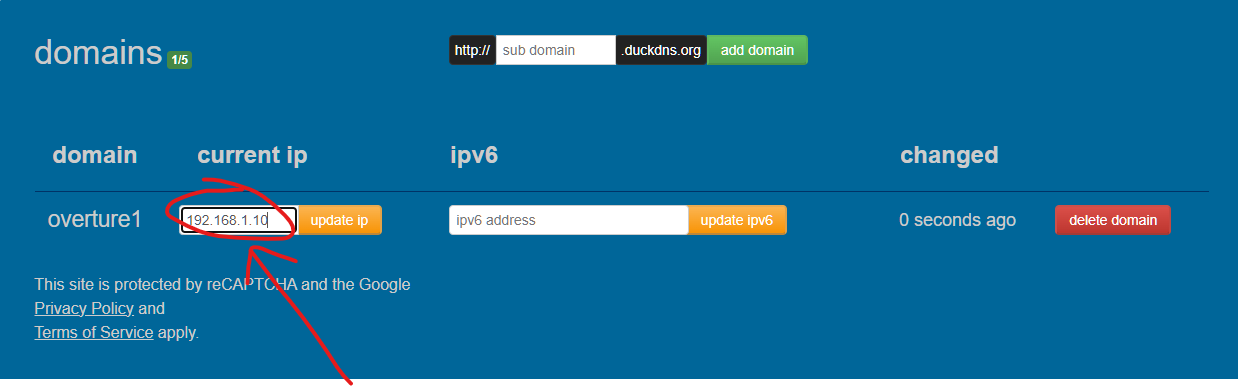 domains 1/5 http:// sub domain .duckdns.org add domain
domain current ip ipv6 changed
overture1 192.168.1.10 update ip ipv6 address update ipv6 0 seconds ago delete domain
This site is protected by reCAPTCHA and the Google
Privacy Policy and
Terms of Service apply.